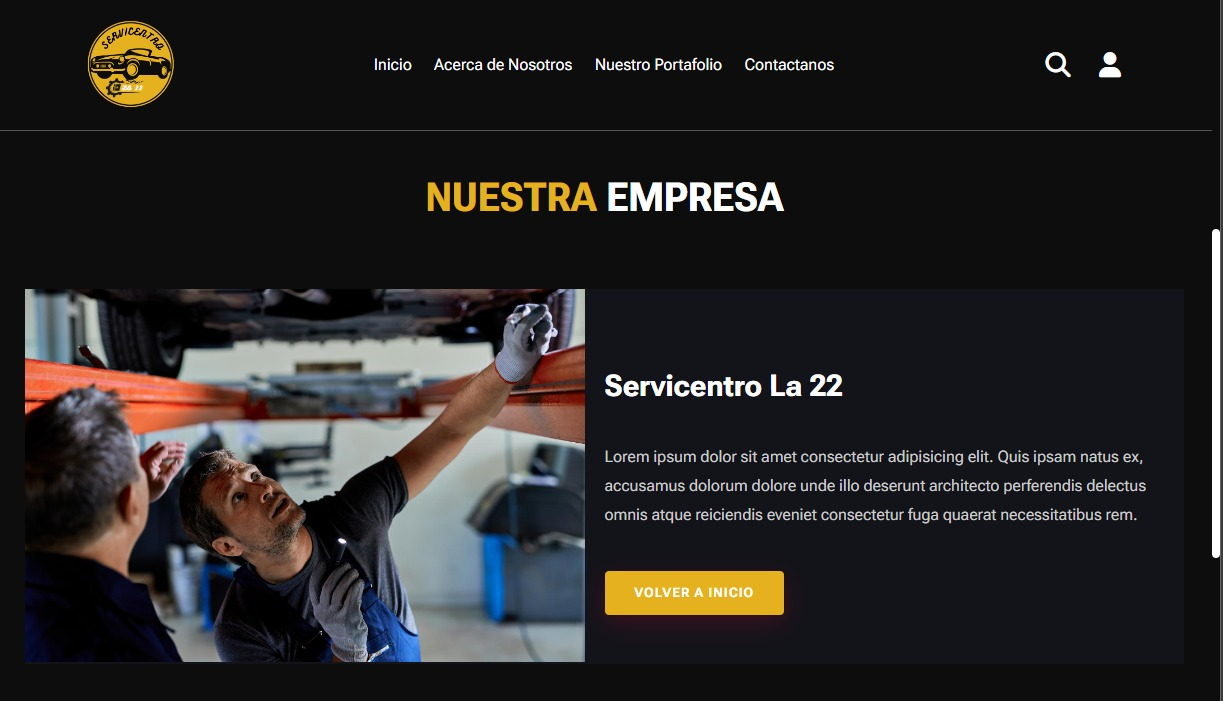 SERVICENTRO
LA 22
Inicio Acerca de Nosotros Nuestro Portafolio Contactanos
NUESTRA EMPRESA
Servicentro La 22
Lorem ipsum dolor sit amet consectetur adipisicing elit. Quis ipsam natus ex,
accusamus dolorum dolore unde illo deserunt architecto perferendis delectus
omnis atque reiciendis eveniet consectetur fuga quaerat necessitatibus rem.
VOLVER A INICIO